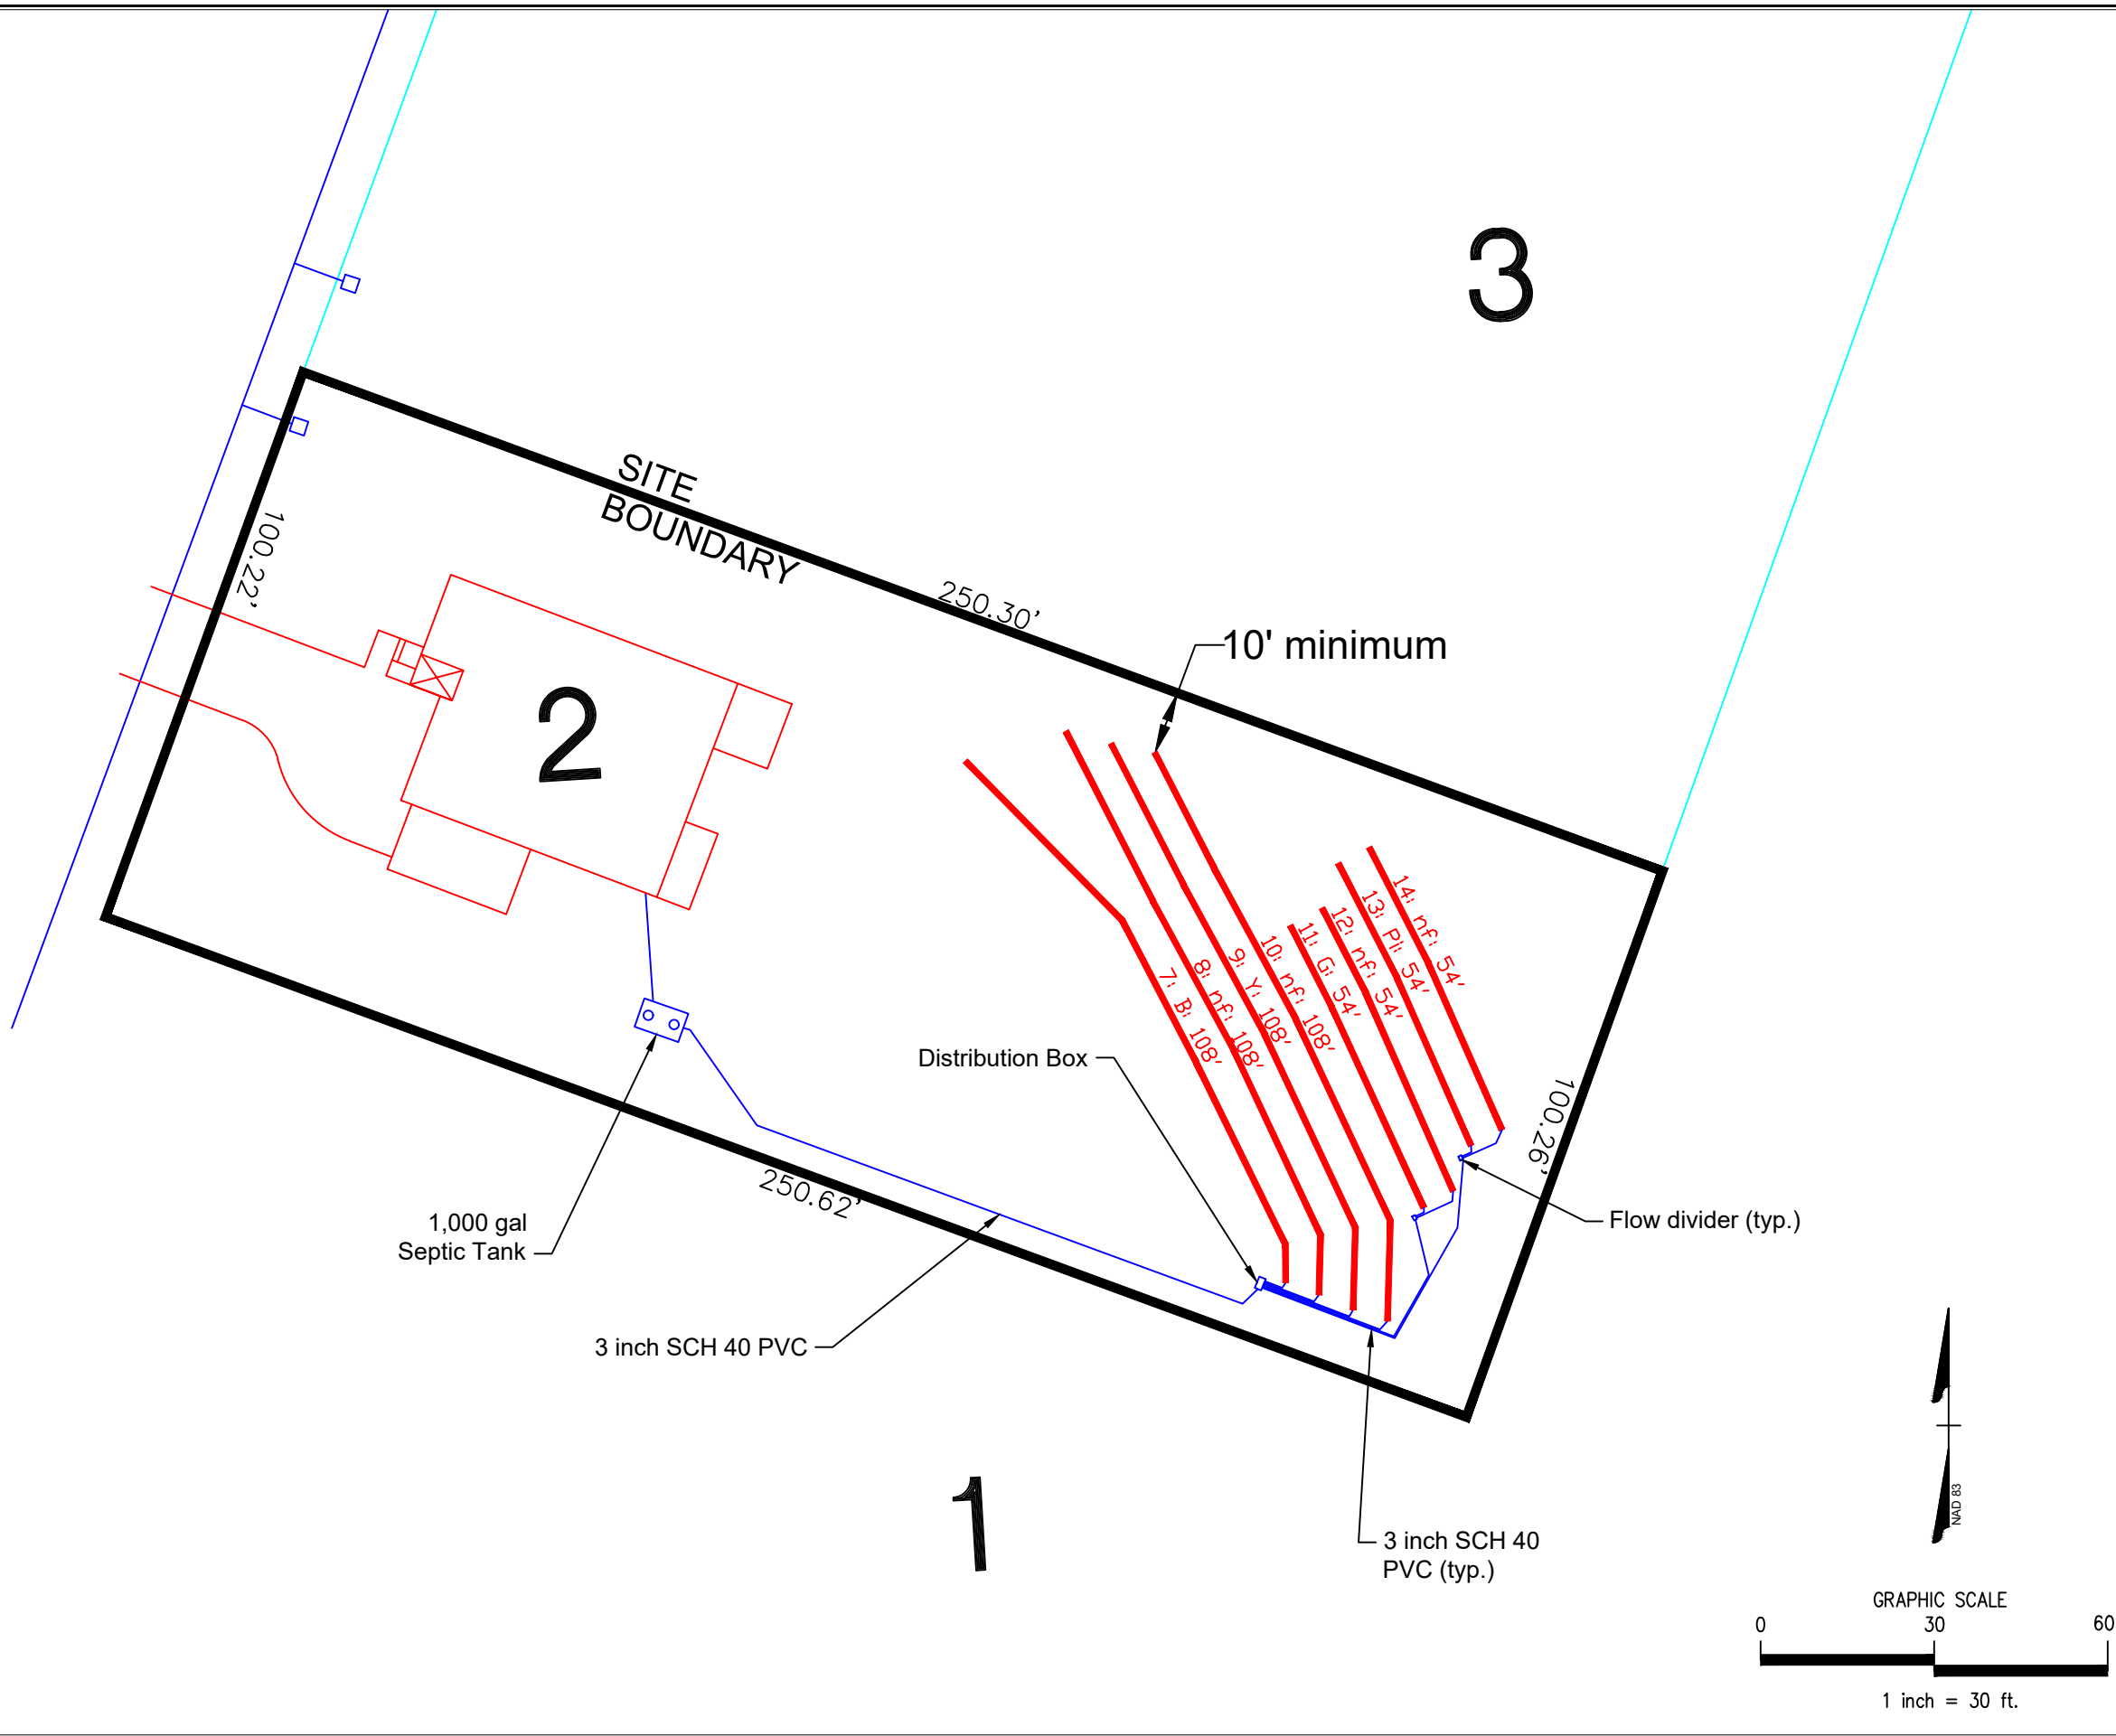 3
SITE
BOUNDARY
100.22'
250.30'
10' minimum
2
14: nf: 54'
13: Pi: 54'
12: nf: 54'
11: G: 54'
10: nf: 108'
9: Y: 108'
8: nf: 108'
7: B: 108'
Distribution Box
100.26'
250.62'
1,000 gal
Septic Tank
Flow divider (typ.)
3 inch SCH 40 PVC
1
3 inch SCH 40
PVC (typ.)
NAD 83
GRAPHIC SCALE
0 30 60
1 inch = 30 ft.